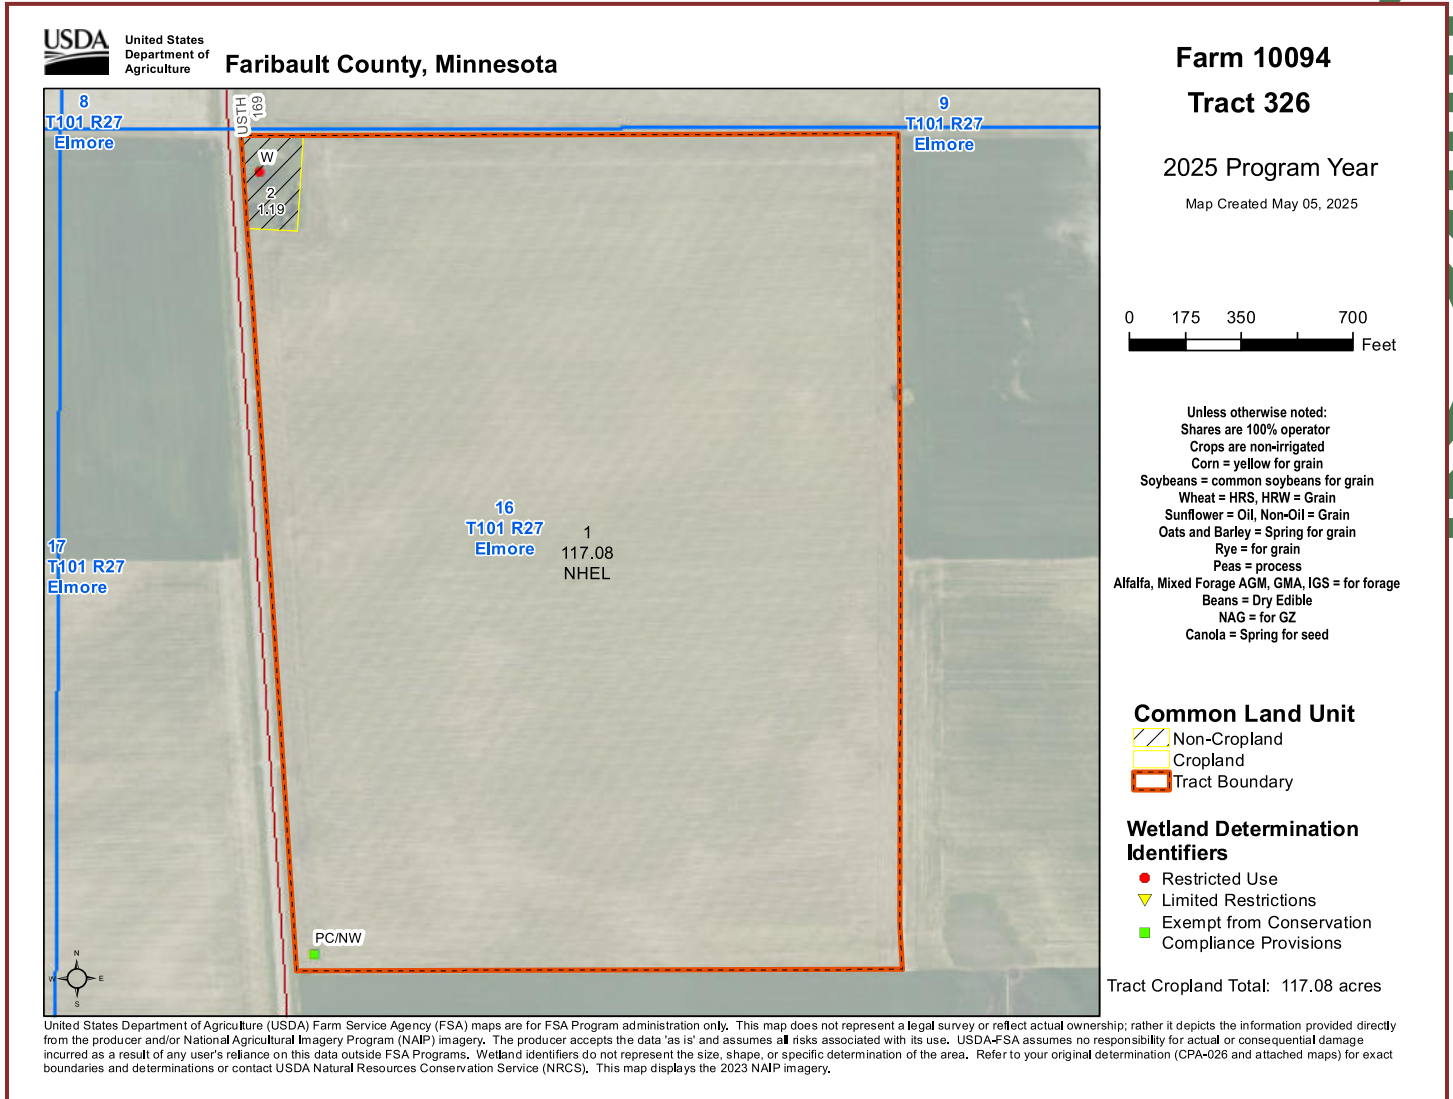 USDA
United States
Department of
Agriculture
Faribault County, Minnesota
Farm 10094
Tract 326
2025 Program Year
Map Created May 05, 2025
8
T101 R27
Elmore
USTH
169
9
T101 R27
Elmore
W
2
1.19
16
T101 R27
Elmore
1
117.08
NHEL
17
T101 R27
Elmore
PC/NW
N
W
E
S
0 175 350 700
Feet
Unless otherwise noted:
Shares are 100% operator
Crops are non-irrigated
Corn = yellow for grain
Soybeans = common soybeans for grain
Wheat = HRS, HRW = Grain
Sunflower = Oil, Non-Oil = Grain
Oats and Barley = Spring for grain
Rye = for grain
Peas = process
Alfalfa, Mixed Forage AGM, GMA, IGS = for forage
Beans = Dry Edible
NAG = for GZ
Canola = Spring for seed
Common Land Unit
Non-Cropland
Cropland
Tract Boundary
Wetland Determination
Identifiers
Restricted Use
Limited Restrictions
Exempt from Conservation
Compliance Provisions
Tract Cropland Total: 117.08 acres
United States Department of Agriculture (USDA) Farm Service Agency (FSA) maps are for FSA Program administration only. This map does not represent a legal survey or reflect actual ownership; rather it depicts the information provided directly
from the producer and/or National Agricultural Imagery Program (NAIP) imagery. The producer accepts the data 'as is' and assumes all risks associated with its use. USDA-FSA assumes no responsibility for actual or consequential damage
incurred as a result of any user's reliance on this data outside FSA Programs. Wetland identifiers do not represent the size, shape, or specific determination of the area. Refer to your original determination (CPA-026 and attached maps) for exact
boundaries and determinations or contact USDA Natural Resources Conservation Service (NRCS). This map displays the 2023 NAIP imagery.